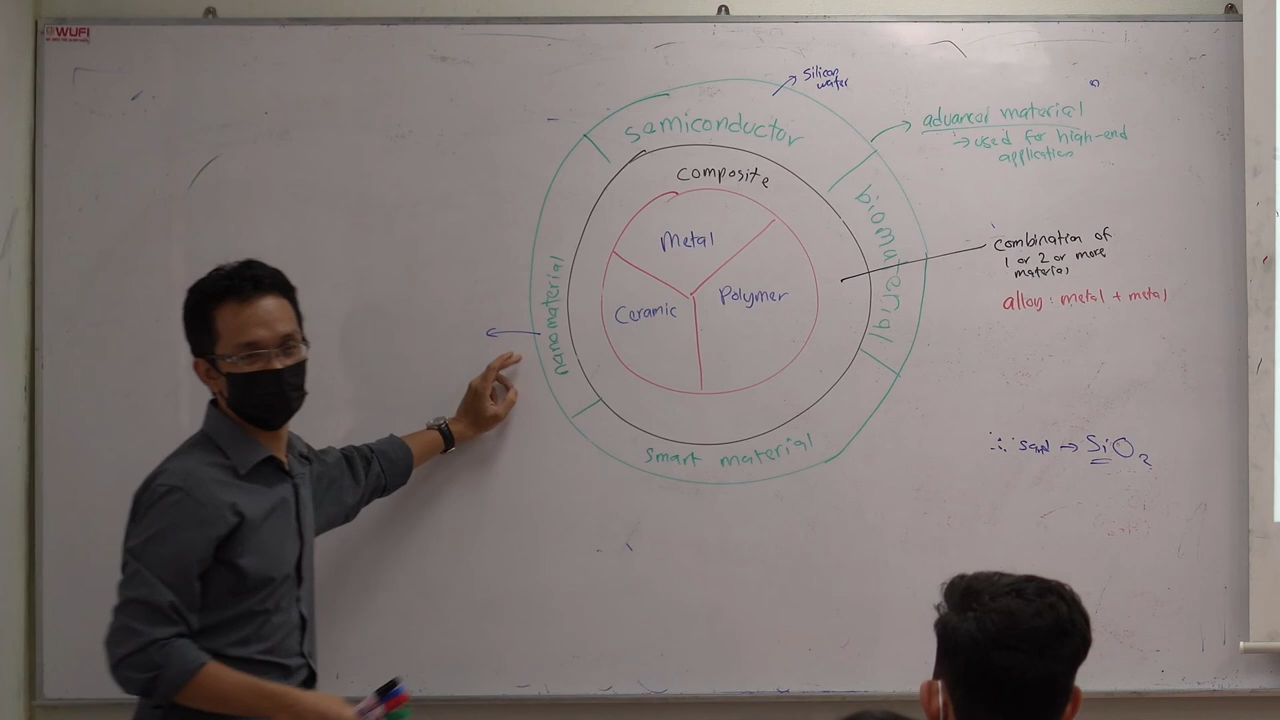 WUFI
Silicon
wafer
semiconductor
advanced material
→ used for high-end
application
composite
biomaterial
Metal
combination of
1 or 2 or more
material
Polymer
Ceramic
alloy : metal + metal
nanomaterial
smart material
∴ sand → SiO2